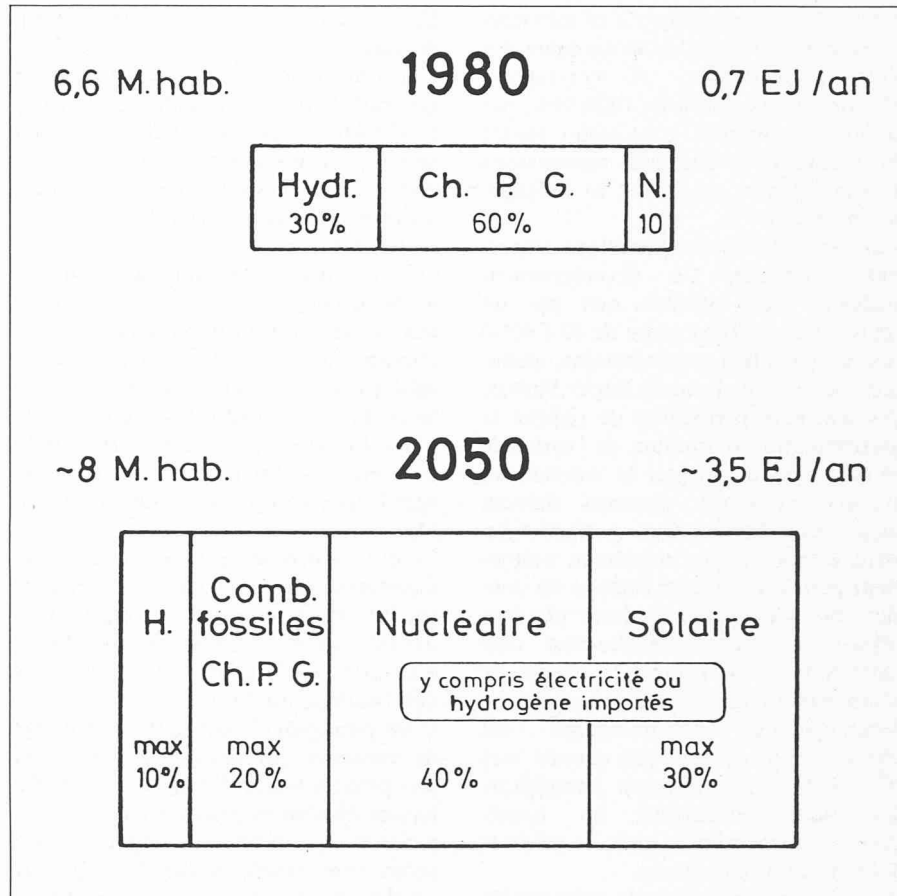 6,6 M. hab. 1980 0,7 EJ/an
Hydr. Ch. P. G. N.
30% 60% 10
~8 M. hab. 2050 ~3,5 EJ/an
H. Comb. fossiles Ch. P. G. Nucléaire Solaire
y compris électricité ou
hydrogène importés
max 10% max 20% 40% max 30%